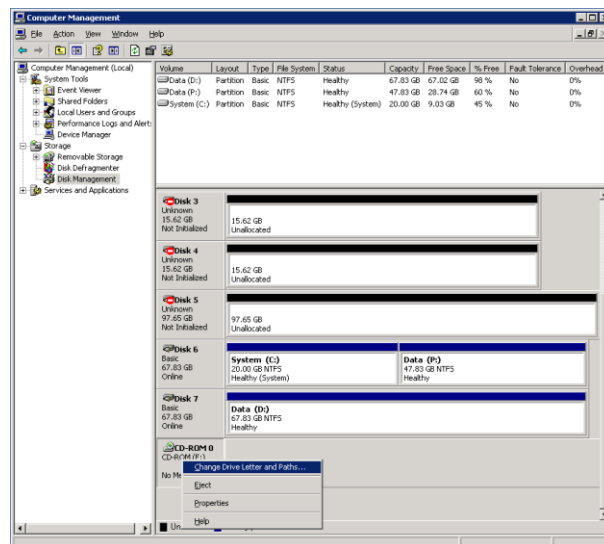 Computer Management
File Action View Window Help
Computer Management (Local)
System Tools
Event Viewer
Shared Folders
Local Users and Groups
Performance Logs and Alerts
Device Manager
Storage
Removable Storage
Disk Defragmenter
Disk Management
Services and Applications
Volume Layout Type File System Status Capacity Free Space % Free Fault Tolerance Overhead
Data (D:) Partition Basic NTFS Healthy 67.83 GB 67.02 GB 98 % No 0%
Data (P:) Partition Basic NTFS Healthy 47.83 GB 28.74 GB 60 % No 0%
System (C:) Partition Basic NTFS Healthy (System) 20.00 GB 9.03 GB 45 % No 0%
Disk 3
Unknown
15.62 GB
Not Initialized
15.62 GB
Unallocated
Disk 4
Unknown
15.62 GB
Not Initialized
15.62 GB
Unallocated
Disk 5
Unknown
97.65 GB
Not Initialized
97.65 GB
Unallocated
Disk 6
Basic
67.83 GB
Online
System (C:)
20.00 GB NTFS
Healthy (System)
Data (P:)
47.83 GB NTFS
Healthy
Disk 7
Basic
67.83 GB
Online
Data (D:)
67.83 GB NTFS
Healthy
CD-ROM 0
CD-ROM (E:)
No Me
Change Drive Letter and Paths...
Eject
Properties
Help
Un